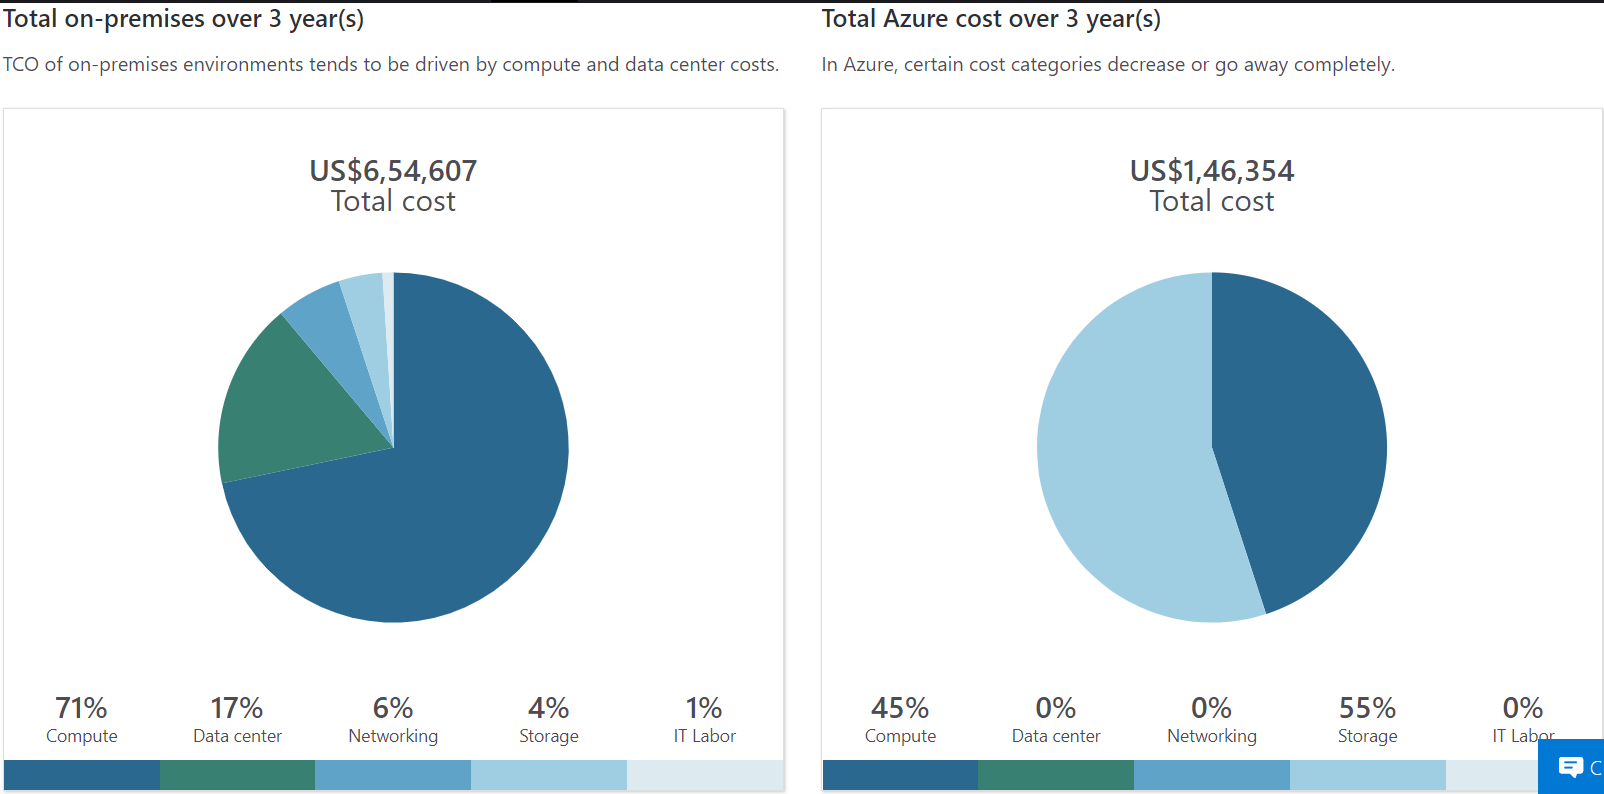 Total on-premises over 3 year(s)
TCO of on-premises environments tends to be driven by compute and data center costs.
US$6,54,607
Total cost
71%
Compute
17%
Data center
6%
Networking
4%
Storage
1%
IT Labor
Total Azure cost over 3 year(s)
In Azure, certain cost categories decrease or go away completely.
US$1,46,354
Total cost
45%
Compute
0%
Data center
0%
Networking
55%
Storage
0%
IT Labor
C